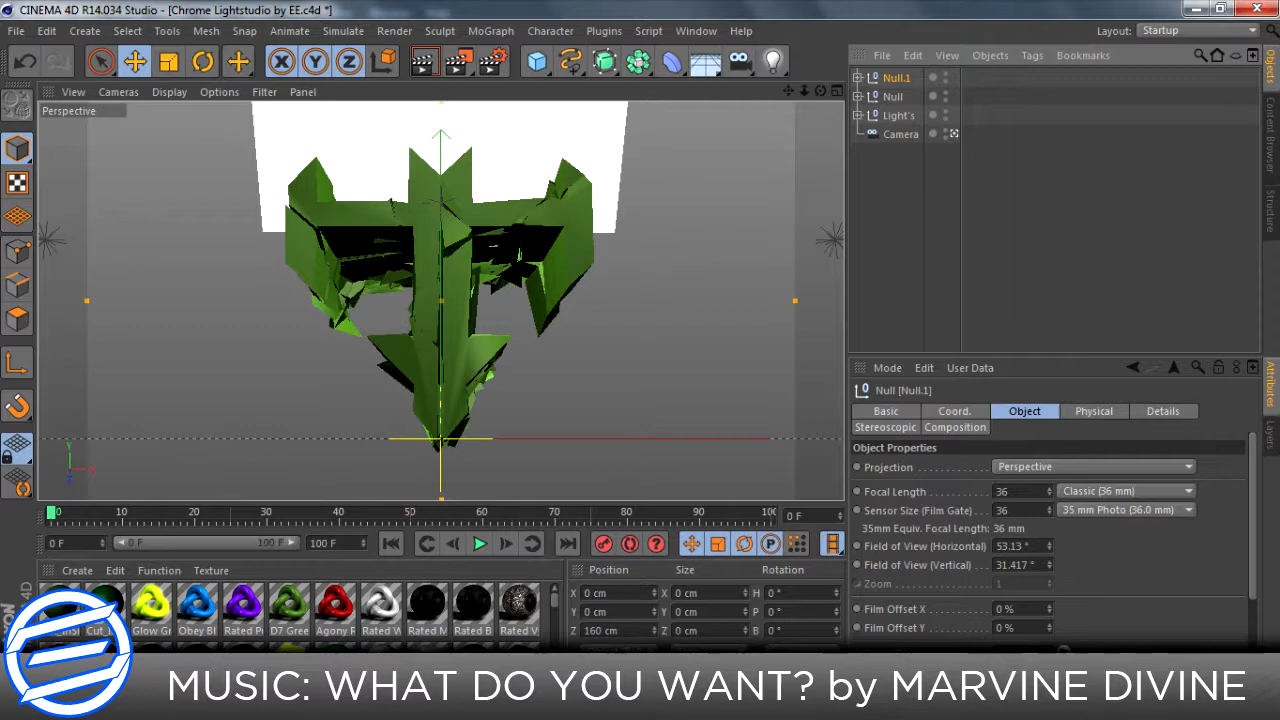 CINEMA 4D R14.034 Studio - [Chrome Lightstudio by EE.c4d *]
File Edit Create Select Tools Mesh Snap Animate Simulate Render Sculpt MoGraph Character Plugins Script Window Help
Layout: Startup
File Edit View Objects Tags Bookmarks
View Cameras Display Options Filter Panel
Perspective
Null.1
Null
Light's
Camera
Objects
Content Browser
Structure
Mode Edit User Data
Null [Null.1]
Basic Coord. Object Physical Details
Stereoscopic Composition
Object Properties
Projection Perspective
Focal Length 36 Classic (36 mm)
Sensor Size (Film Gate) 36 35 mm Photo (36.0 mm)
35mm Equiv. Focal Length: 36 mm
Field of View (Horizontal) 53.13 °
Field of View (Vertical) 31.417 °
Zoom 1
Film Offset X 0 %
Film Offset Y 0 %
Attributes
Layers
Y
X
Z
0 10 20 30 40 50 60 70 80 90 100 0 F
0 F 0 F 100 F 100 F
Create Edit Function Texture
Glow Gr Obey Bl Rated P D7 Gree Agony R Rated W Rated M Rated B Rated V
Position Size Rotation
X 0 cm X 0 cm H 0 °
Y 0 cm Y 0 cm P 0 °
Z 160 cm Z 0 cm B 0 °
MUSIC: WHAT DO YOU WANT? by MARVINE DIVINE